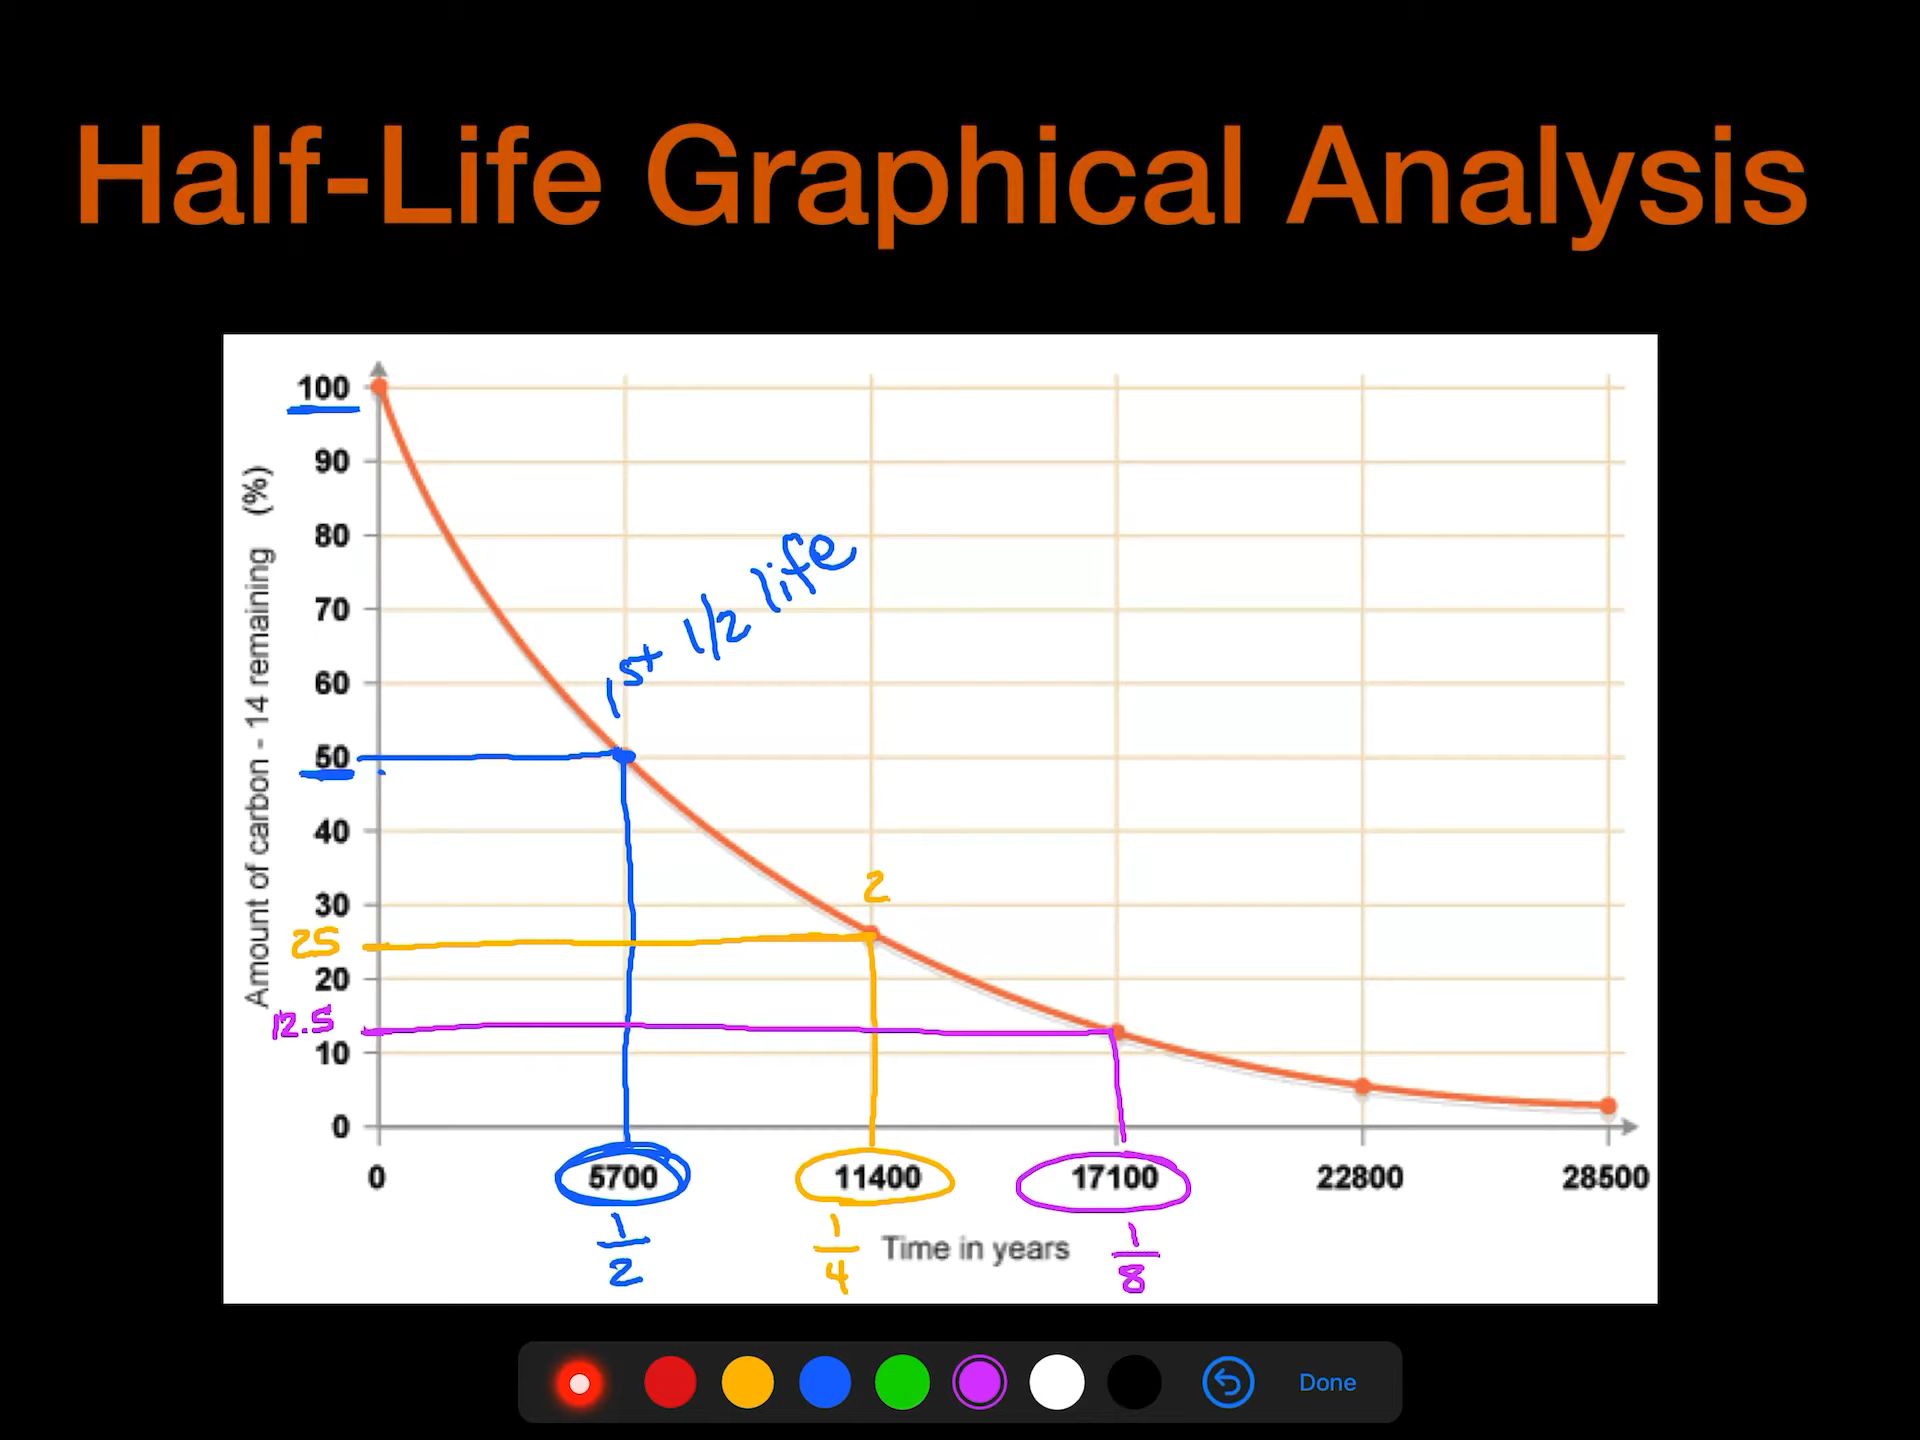 Half-Life Graphical Analysis
Amount of carbon - 14 remaining (%)
100
90
80
70
60
50
40
30
25
20
12.5
10
0
1st 1/2 life
2
0 5700 11400 17100 22800 28500
1/2 1/4 Time in years 1/8
Done